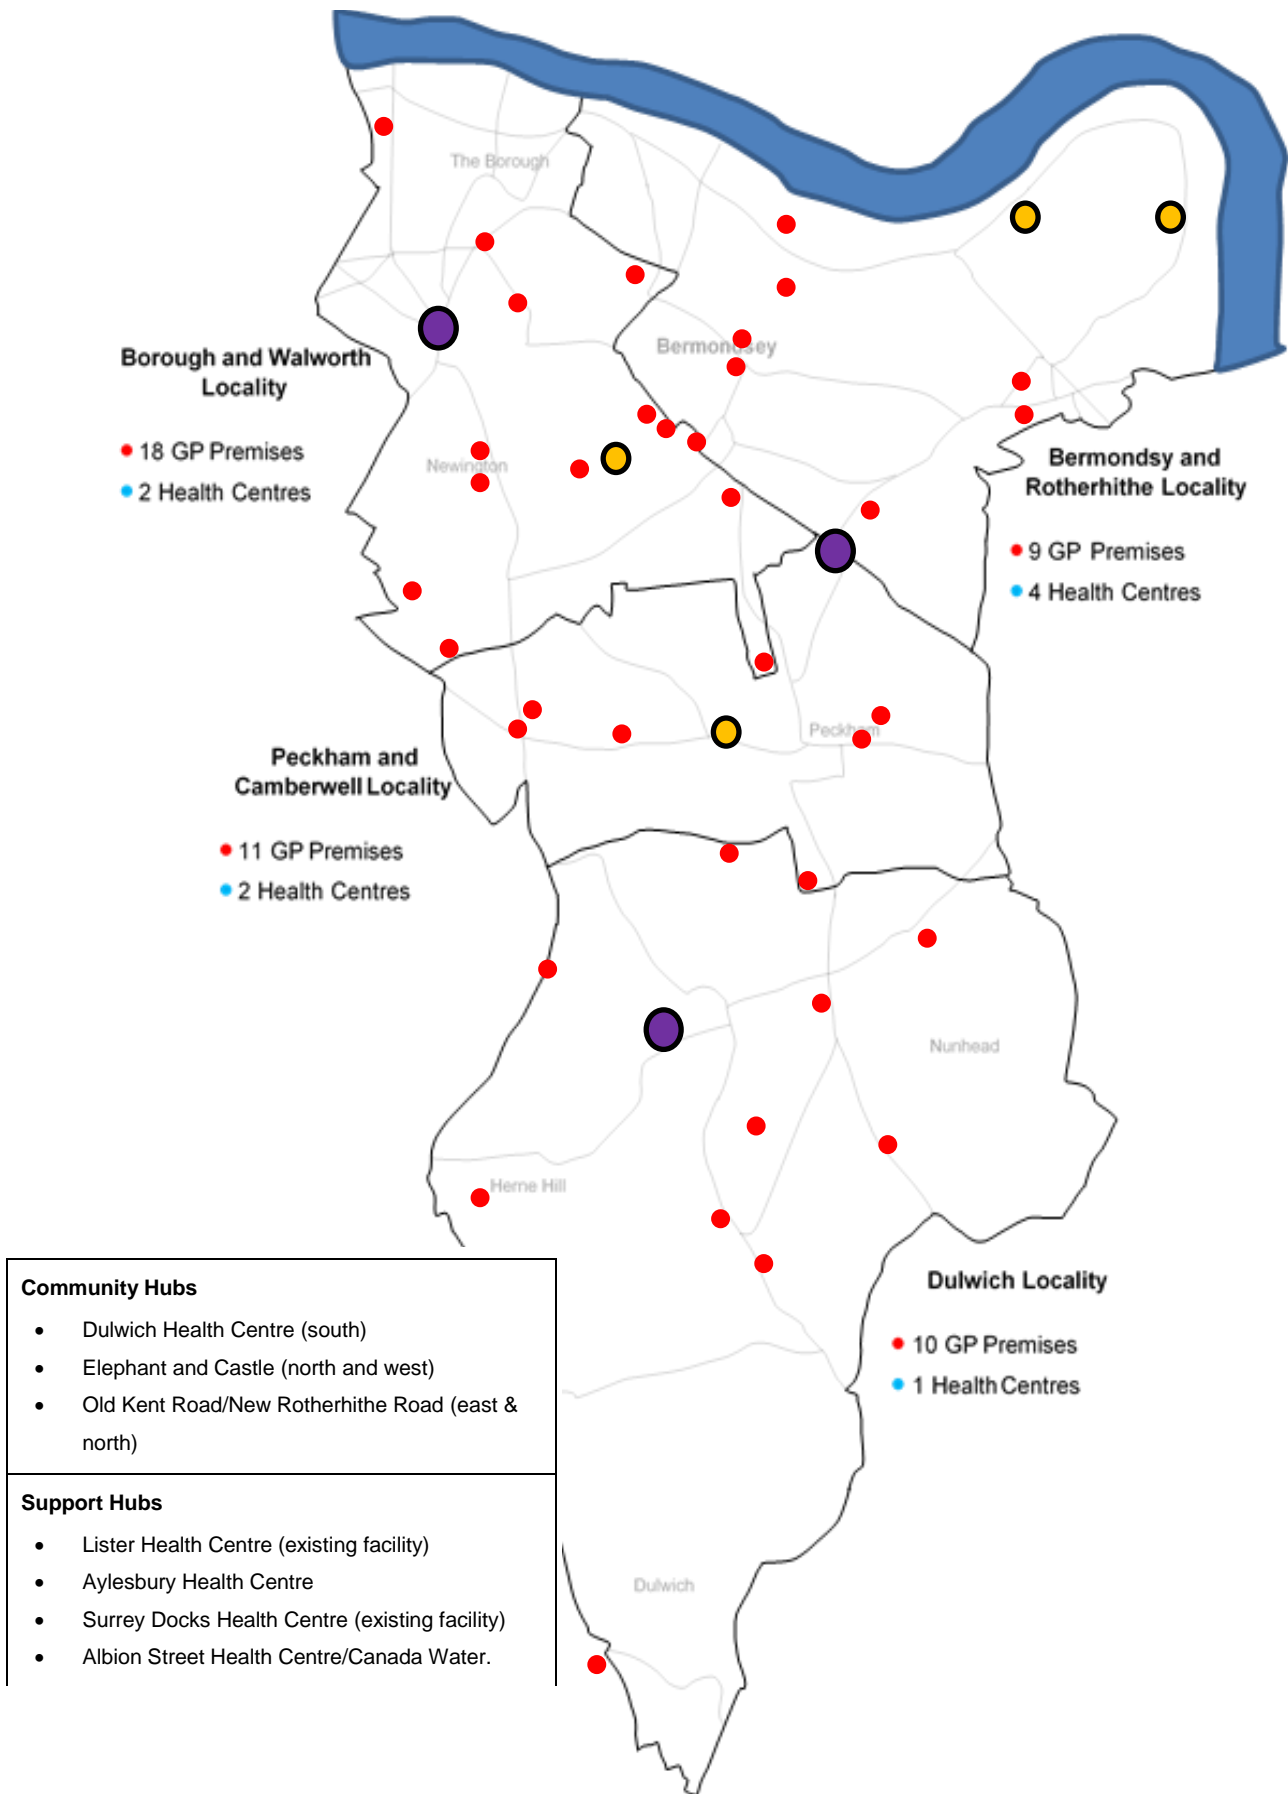 The Borough
Bermondsey
Borough and Walworth
Locality
18 GP Premises
2 Health Centres
Newington
Bermondsy and
Rotherhithe Locality
9 GP Premises
4 Health Centres
Peckham
Peckham and
Camberwell Locality
11 GP Premises
2 Health Centres
Nunhead
Herne Hill
Dulwich Locality
10 GP Premises
1 Health Centres
Community Hubs
• Dulwich Health Centre (south)
• Elephant and Castle (north and west)
• Old Kent Road/New Rotherhithe Road (east &
north)
Support Hubs
• Lister Health Centre (existing facility)
• Aylesbury Health Centre
• Surrey Docks Health Centre (existing facility)
• Albion Street Health Centre/Canada Water.
Dulwich